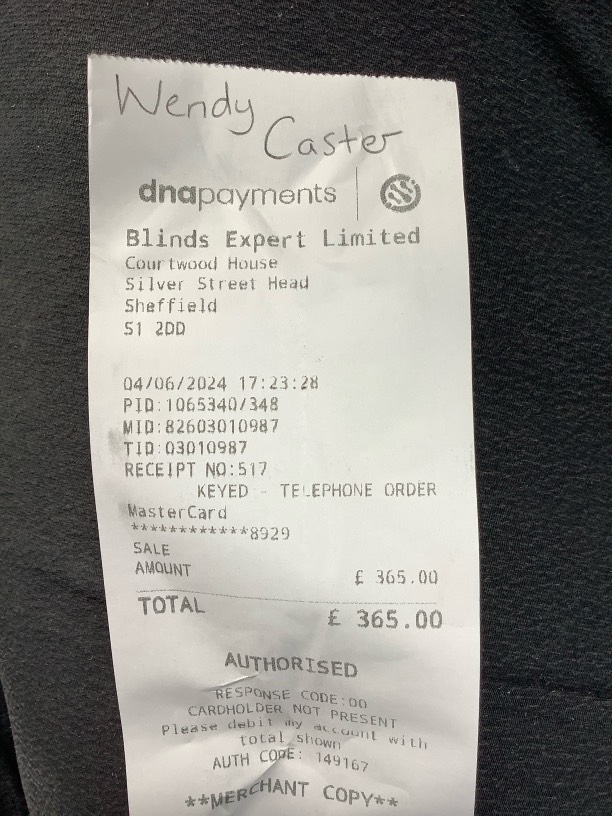 Wendy
Caster
dnapayments
Blinds Expert Limited
Courtwood House
Silver Street Head
Sheffield
S1 2DD
04/06/2024 17:23:28
PID:1065340/348
MID:82603010987
TID:03010987
RECEIPT NO:517
KEYED - TELEPHONE ORDER
MasterCard
************8929
SALE
AMOUNT £ 365.00
TOTAL £ 365.00
AUTHORISED
RESPONSE CODE:00
CARDHOLDER NOT PRESENT
Please debit my account with
total shown
AUTH CODE: 149167
**MERCHANT COPY**